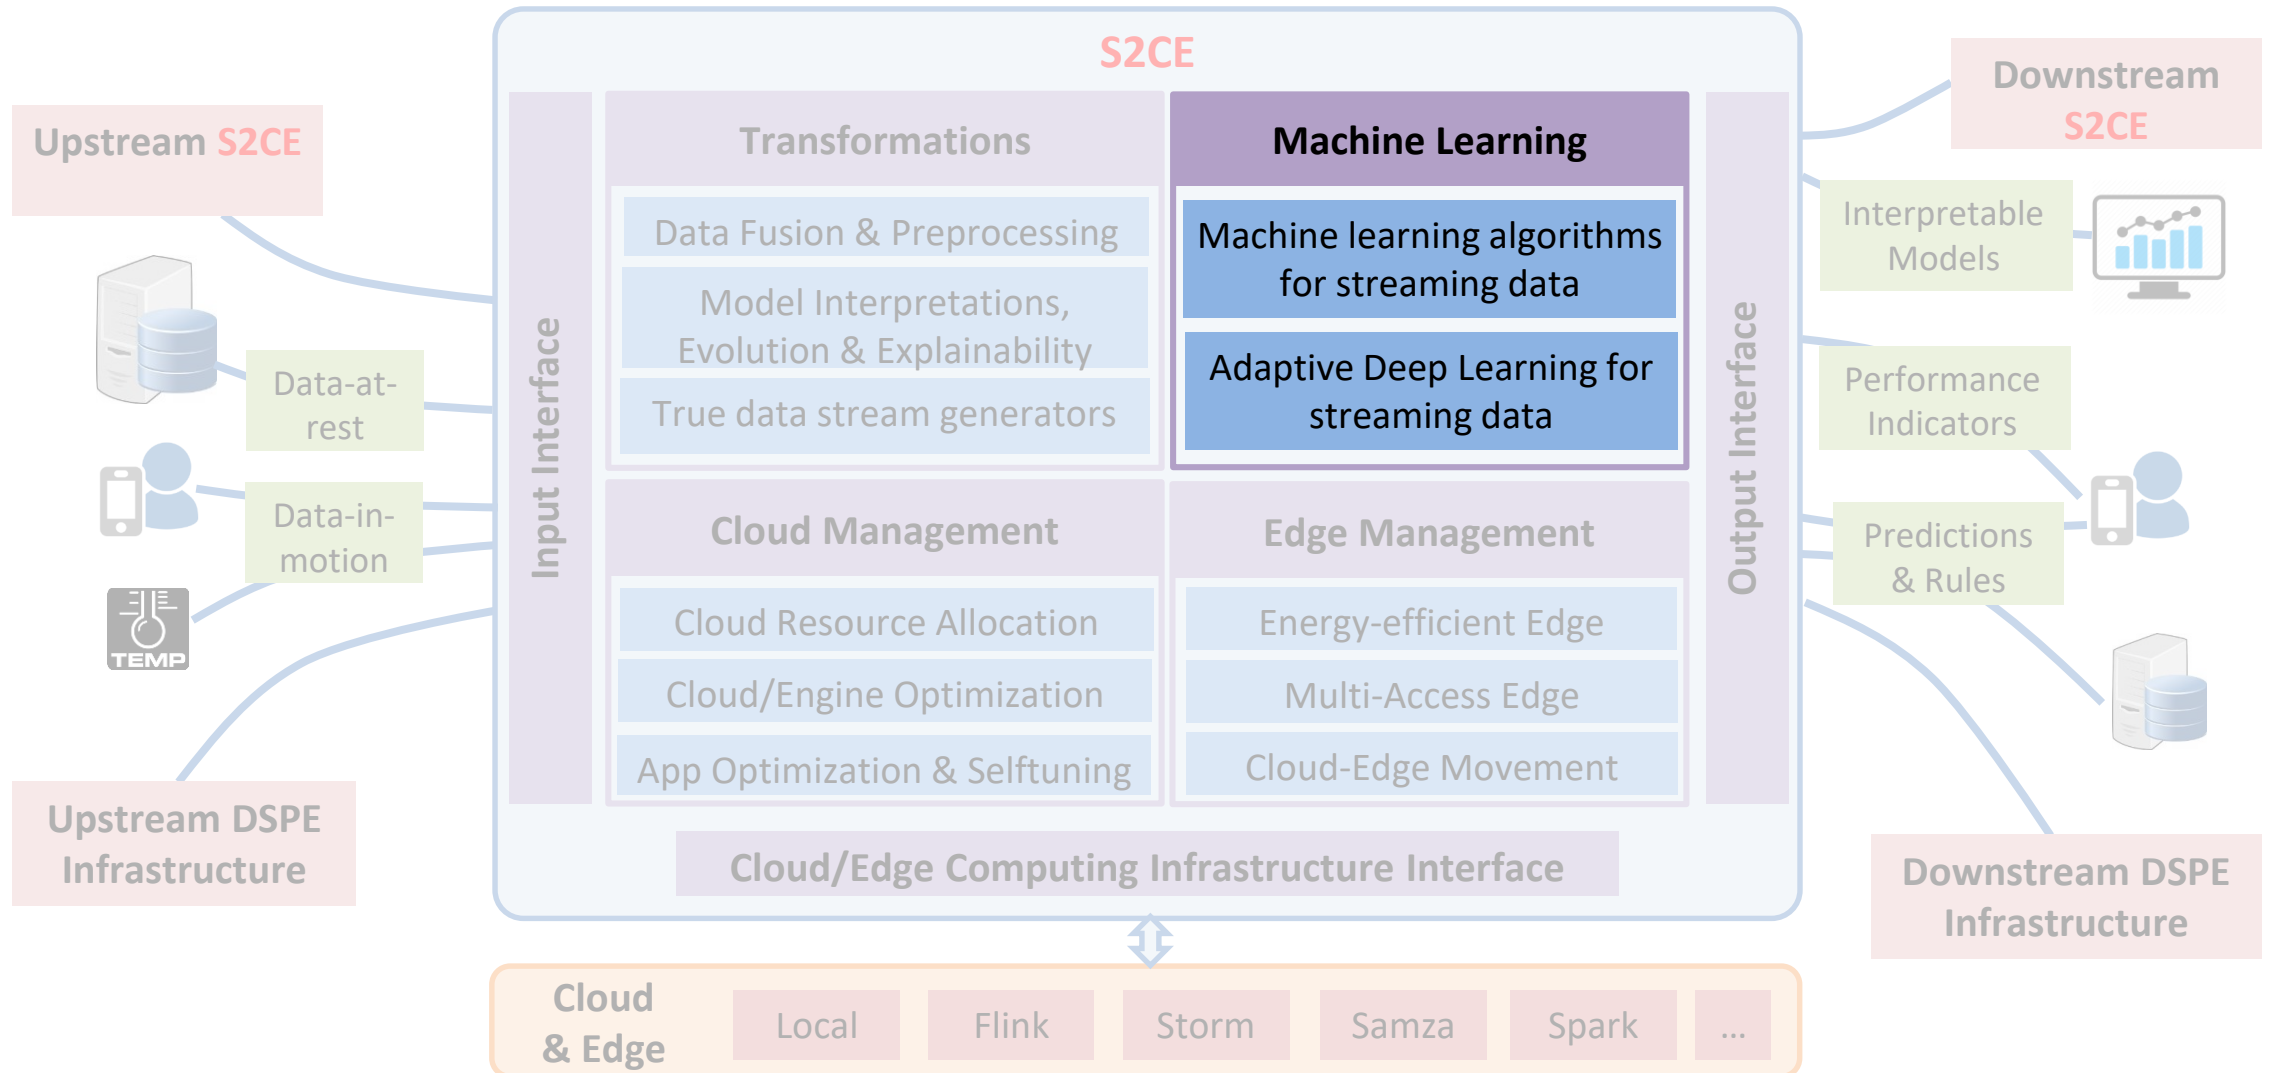 S2CE
Upstream S2CE
Data-at-
rest
Data-in-
motion
TEMP
Upstream DSPE
Infrastructure
Input Interface
Transformations
Data Fusion & Preprocessing
Model Interpretations,
Evolution & Explainability
True data stream generators
Machine Learning
Machine learning algorithms
for streaming data
Adaptive Deep Learning for
streaming data
Cloud Management
Cloud Resource Allocation
Cloud/Engine Optimization
App Optimization & Selftuning
Edge Management
Energy-efficient Edge
Multi-Access Edge
Cloud-Edge Movement
Output Interface
Cloud/Edge Computing Infrastructure Interface
Downstream
S2CE
Interpretable
Models
Performance
Indicators
Predictions
& Rules
Downstream DSPE
Infrastructure
Cloud
& Edge
Local
Flink
Storm
Samza
Spark
...